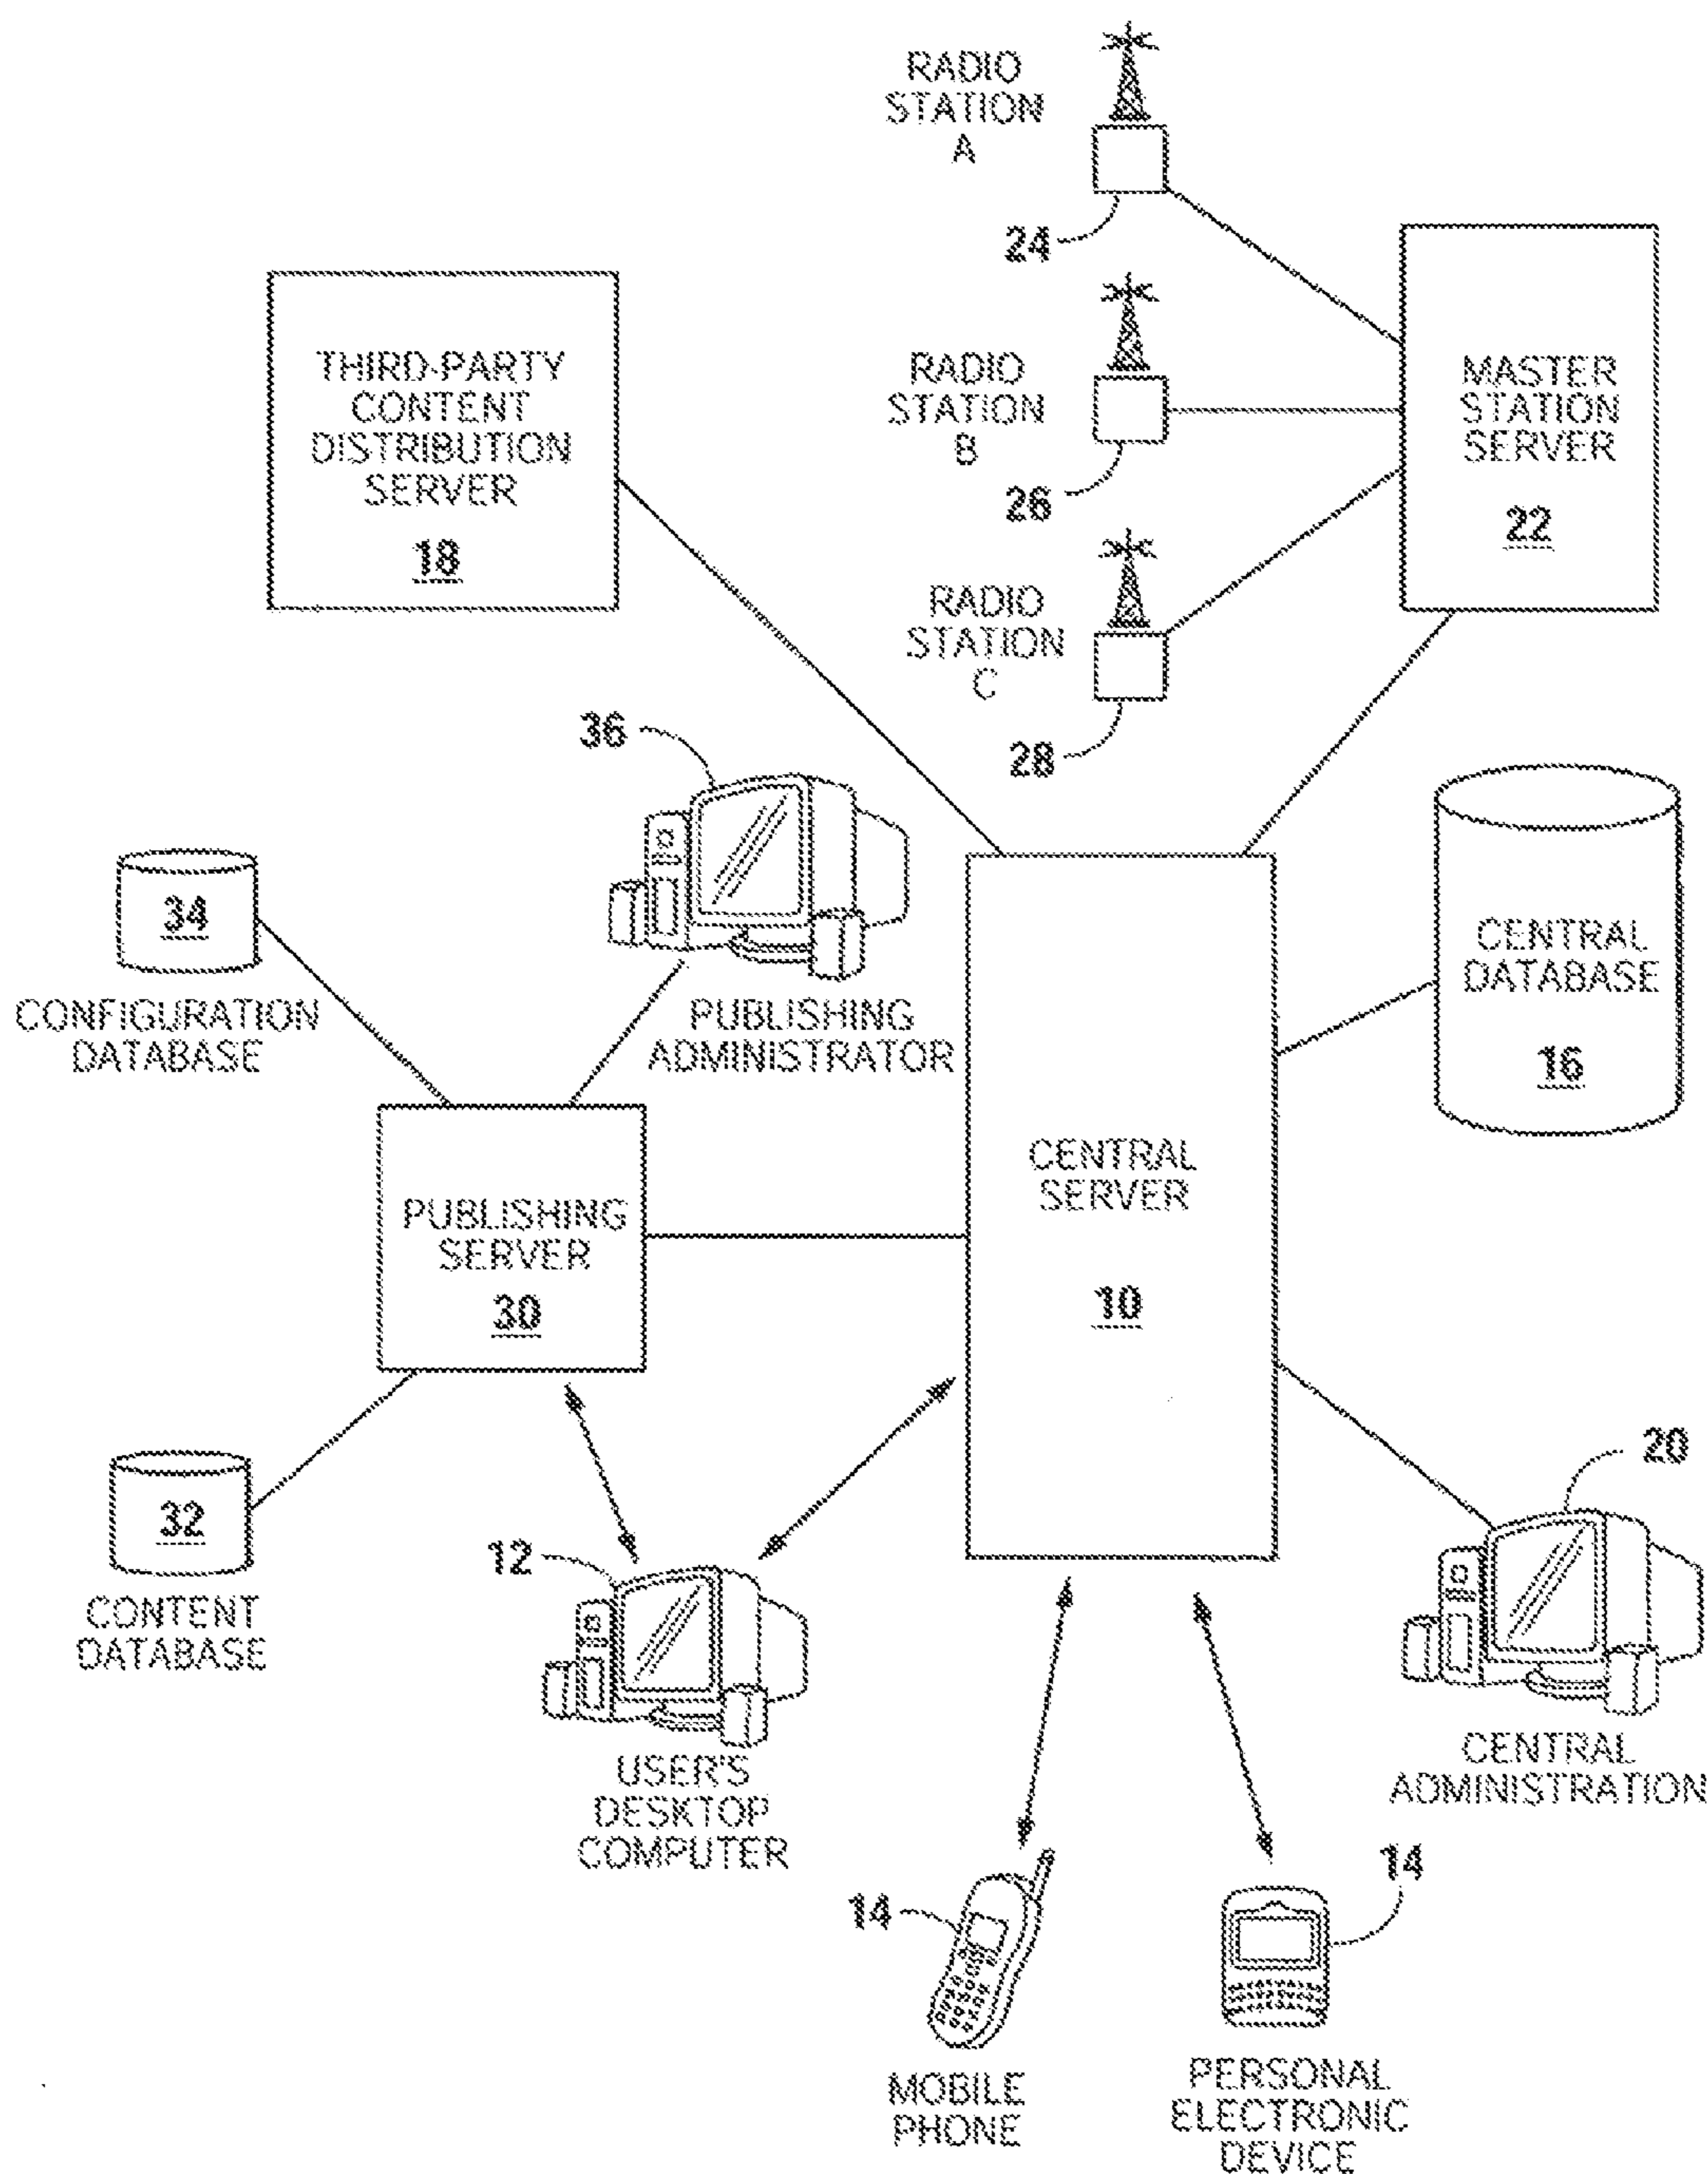 RADIO
STATION
A
24
THIRD-PARTY
CONTENT
DISTRIBUTION
SERVER
18
RADIO
STATION
B
26
MASTER
STATION
SERVER
22
RADIO
STATION
C
28
36
34
CONFIGURATION
DATABASE
PUBLISHING
ADMINISTRATOR
CENTRAL
DATABASE
16
CENTRAL
SERVER
10
PUBLISHING
SERVER
30
32
CONTENT
DATABASE
12
USER'S
DESKTOP
COMPUTER
20
CENTRAL
ADMINISTRATION
14
MOBILE
PHONE
14
PERSONAL
ELECTRONIC
DEVICE